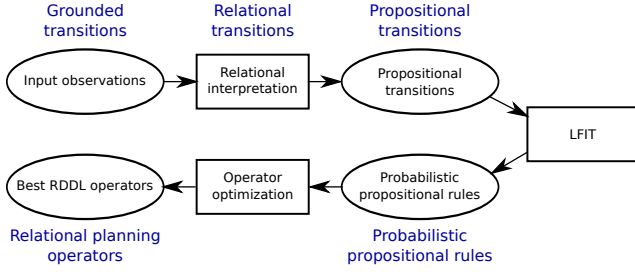 Grounded
transitions
Relational
transitions
Propositional
transitions
Input observations
Relational
interpretation
Propositional
transitions
LFIT
Best RDDL operators
Operator
optimization
Probabilistic
propositional rules
Relational planning
operators
Probabilistic
propositional rules